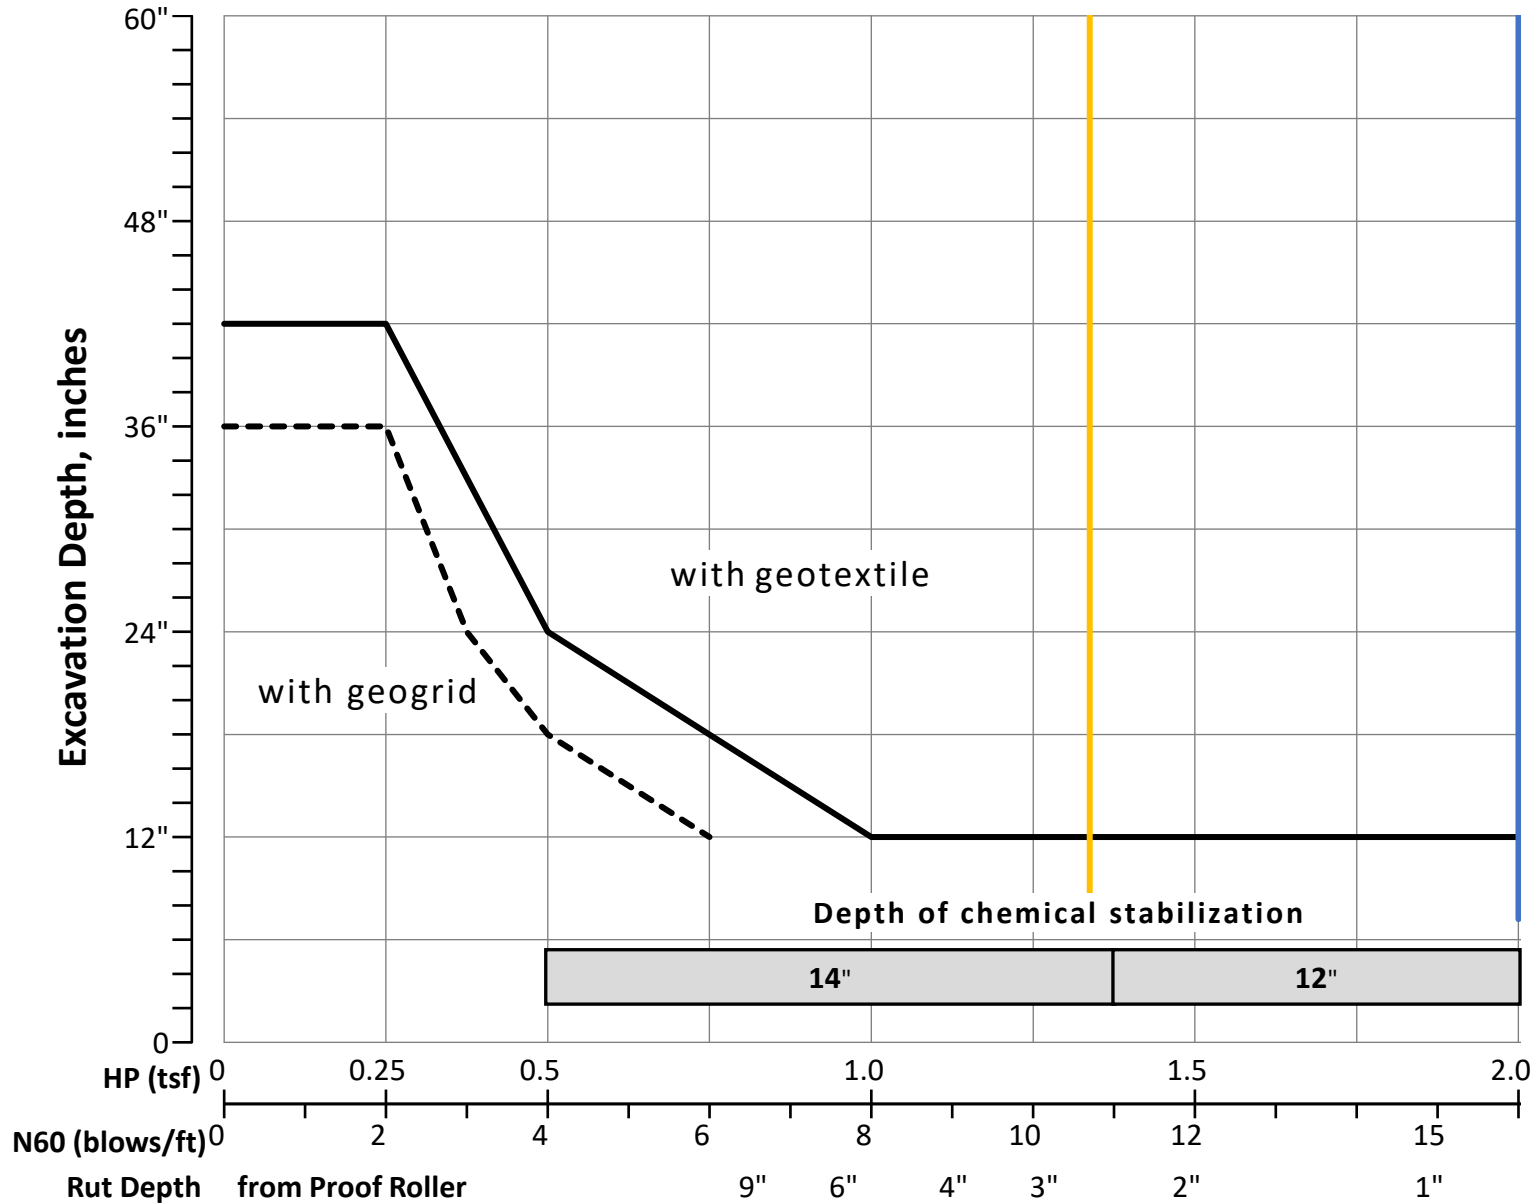 60"
48"
36"
24"
12"
0
Excavation Depth, inches
with geotextile
with geogrid
Depth of chemical stabilization
14" 12"
HP (tsf) 0 0.25 0.5 1.0 1.5 2.0
N60 (blows/ft) 0 2 4 6 8 10 12 15
Rut Depth from Proof Roller 9" 6" 4" 3" 2" 1"